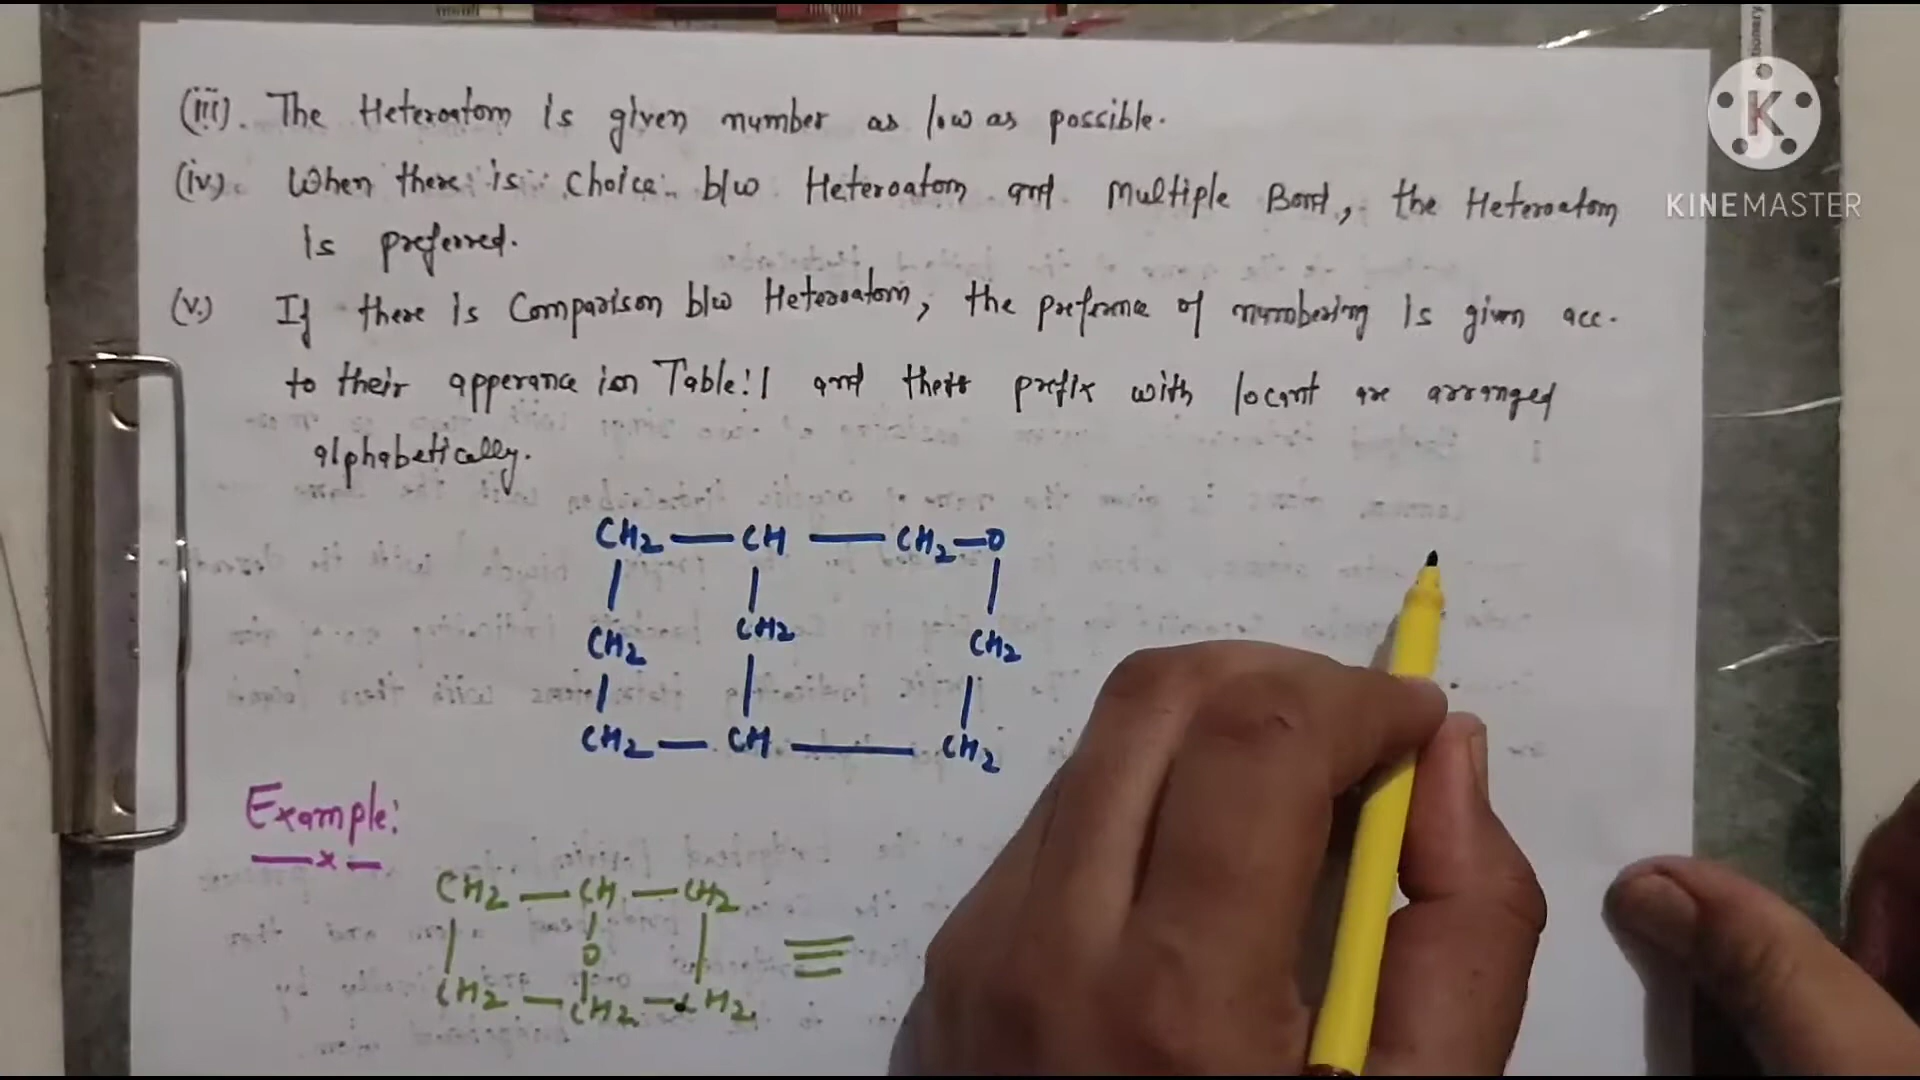 (iii). The Heteroatom is given number as low as possible.
(iv). When there is choice b/w Heteroatom and Multiple Bond, the Heteroatom
is preferred.
(v.) If there is Comparison b/w Heteroatom, the prefernce of numbering is given acc.
to their apperance ion Table:1 and their prefix with locant are arranged
alphabetically.
CH2 — CH — CH2 — O
CH2 CH2 CH2
CH2 — CH — CH2
Example:
CH2 — CH — CH2
O
CH2 — CH2 — CH2
K
KINEMASTER